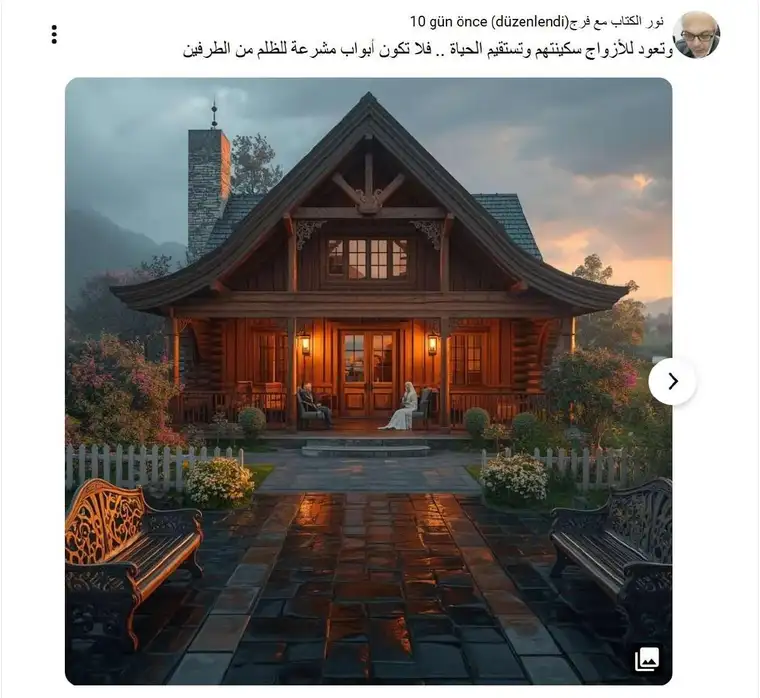 نور الكتاب مع فرج(düzenlendi) 10 gün önce
وتعود للأزواج سكينتهم وتستقيم الحياة .. فلا تكون أبواب مشرعة للظلم من الطرفين